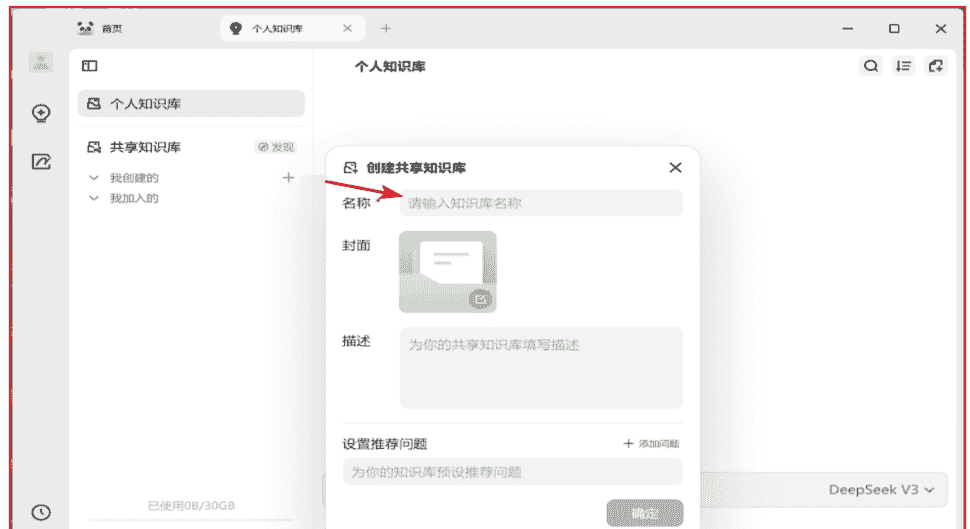 首页
个人知识库
个人知识库
个人知识库
共享知识库
发现
我创建的
我加入的
已使用0B/30GB
创建共享知识库
名称 *
请输入知识库名称
封面
描述
为你的共享知识库填写描述
设置推荐问题
添加问题
为你的知识库预设推荐问题
确定
DeepSeek V3